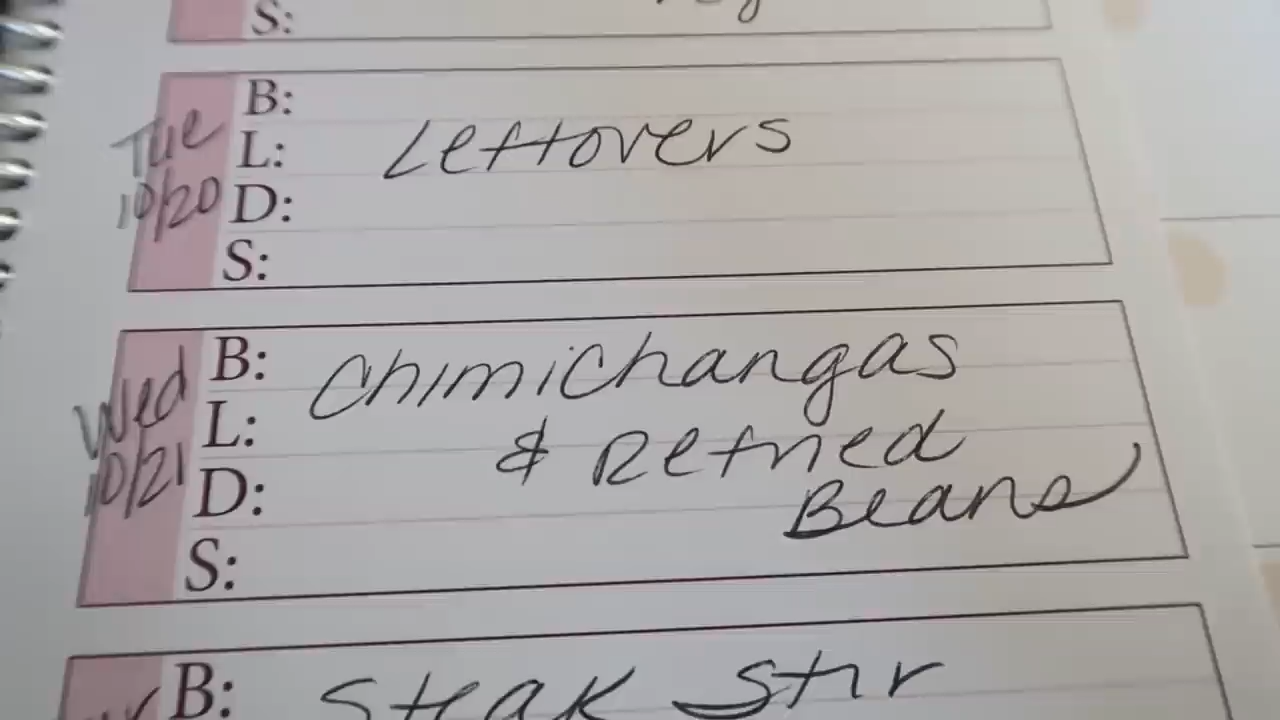 S:
Tue
10/20
B:
L:
D:
S:
Leftovers
Wed
10/21
B:
L:
D:
S:
Chimichangas
& Refried
Beans
B:
Steak Stir